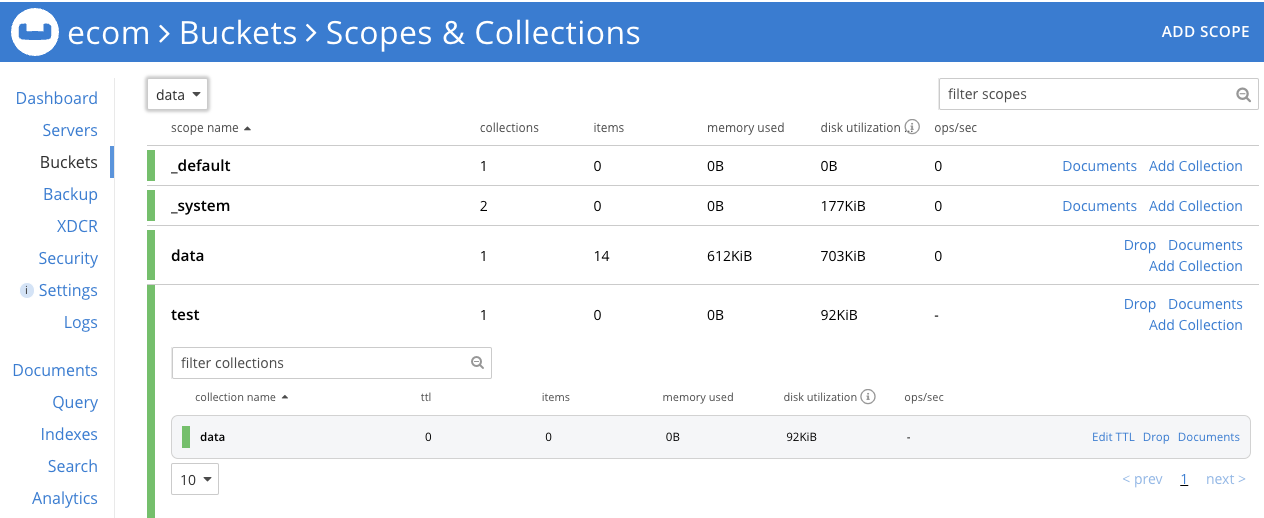 ecom > Buckets > Scopes & Collections
ADD SCOPE
Dashboard
Servers
Buckets
Backup
XDCR
Security
i Settings
Logs
Documents
Query
Indexes
Search
Analytics
data
filter scopes
scope name collections items memory used disk utilization i ops/sec
_default 1 0 0B 0B 0 Documents Add Collection
_system 2 0 0B 177KiB 0 Documents Add Collection
data 1 14 612KiB 703KiB 0 Drop Documents
Add Collection
test 1 0 0B 92KiB - Drop Documents
Add Collection
filter collections
collection name ttl items memory used disk utilization i ops/sec
data 0 0 0B 92KiB - Edit TTL Drop Documents
10
< prev 1 next >